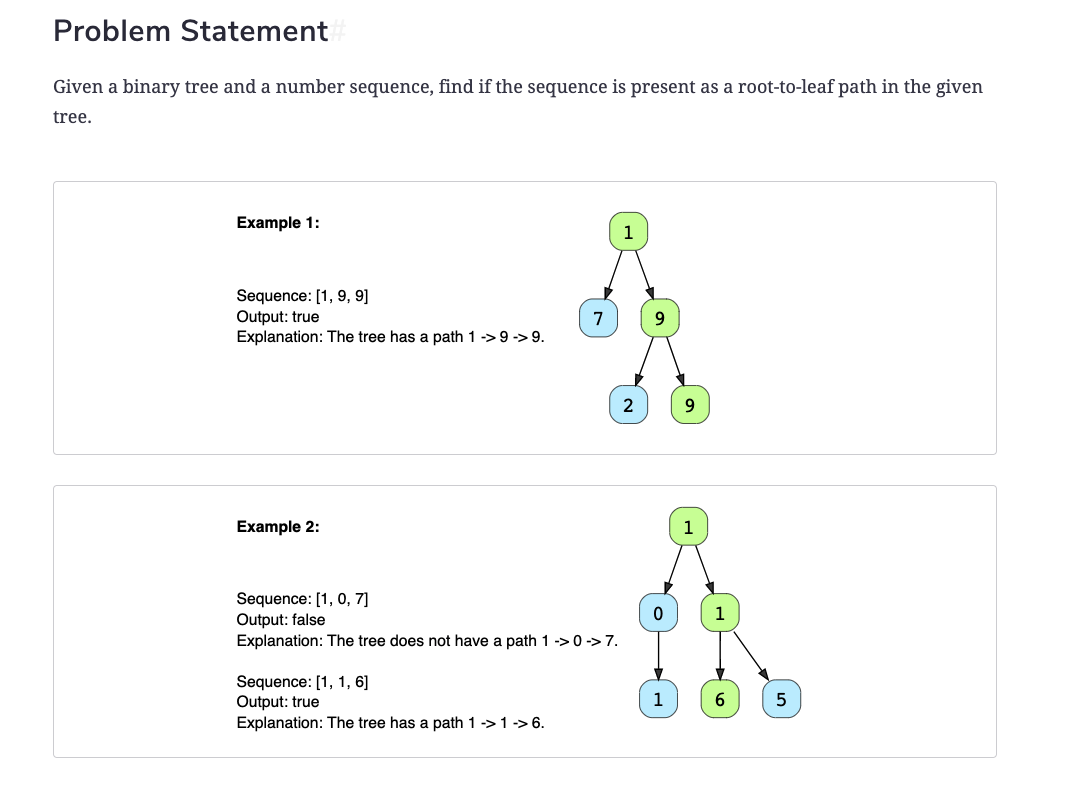 Problem Statement#
Given a binary tree and a number sequence, find if the sequence is present as a root-to-leaf path in the given
tree.
Example 1:
Sequence: [1, 9, 9]
Output: true
Explanation: The tree has a path 1 -> 9 -> 9.
1
7 9
2 9
Example 2:
Sequence: [1, 0, 7]
Output: false
Explanation: The tree does not have a path 1 -> 0 -> 7.
Sequence: [1, 1, 6]
Output: true
Explanation: The tree has a path 1 -> 1 -> 6.
1
0 1
1 6 5